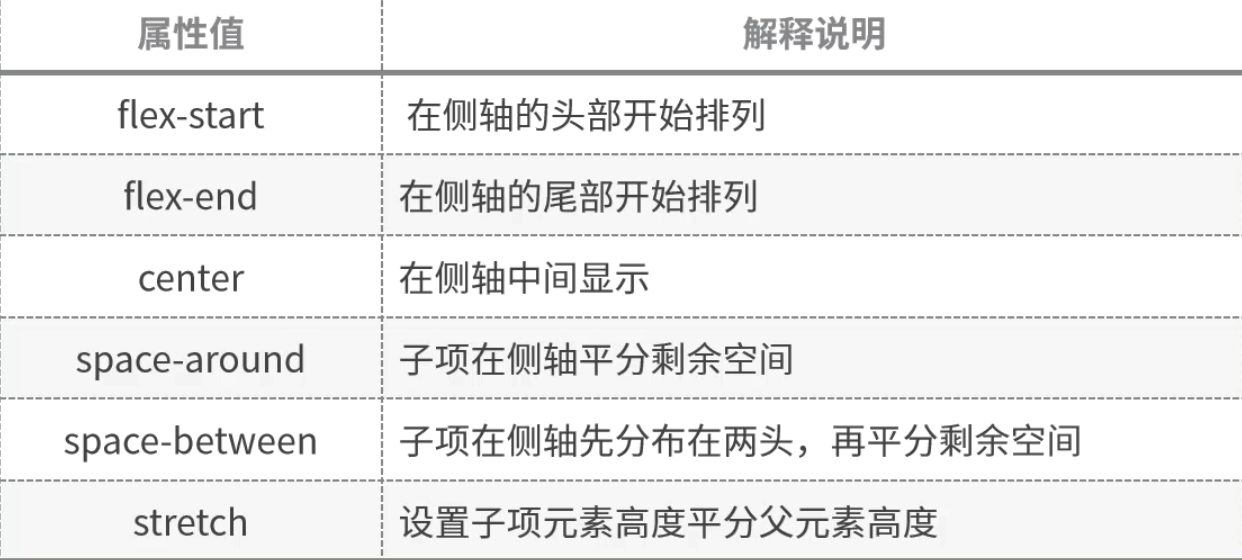 属性值 解释说明
flex-start 在侧轴的头部开始排列
flex-end 在侧轴的尾部开始排列
center 在侧轴中间显示
space-around 子项在侧轴平分剩余空间
space-between 子项在侧轴先分布在两头，再平分剩余空间
stretch 设置子项元素高度平分父元素高度